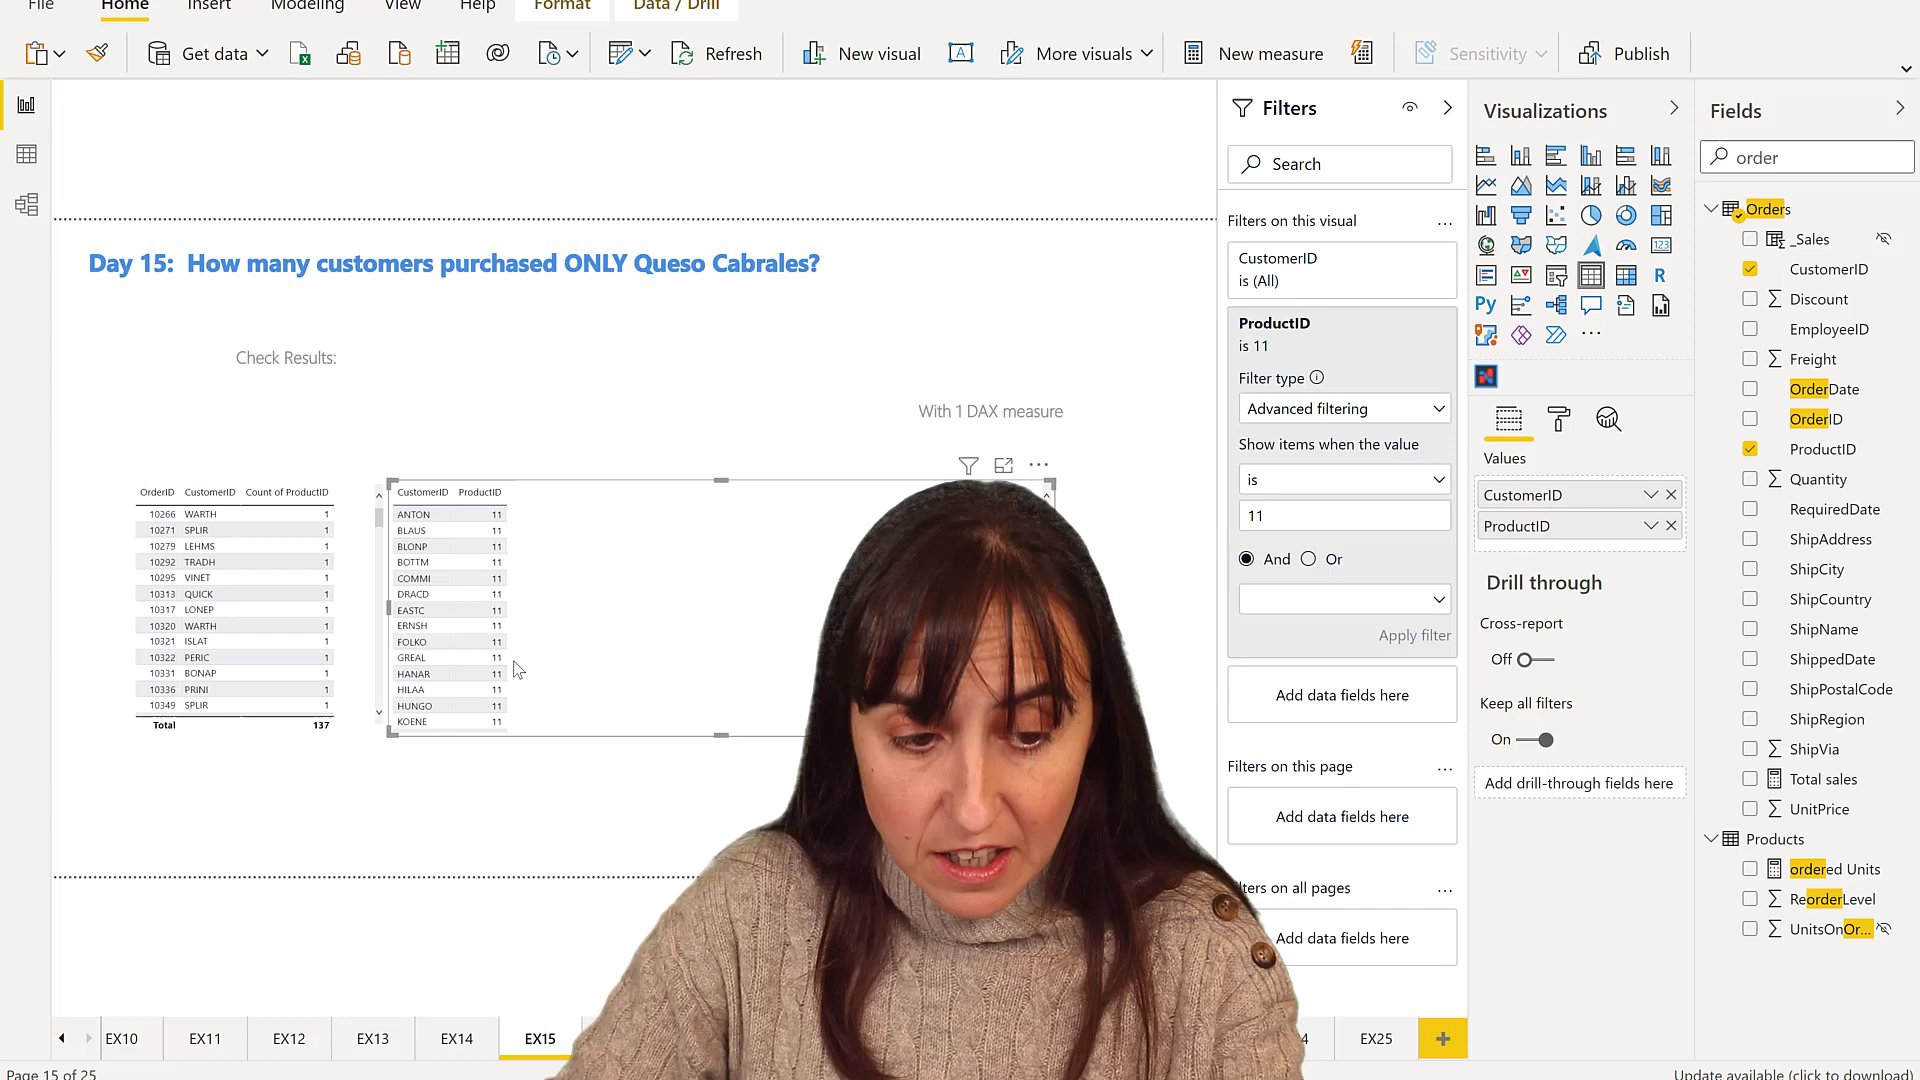 File Home Insert Modeling View Help Format Data / Drill
Get data Refresh New visual More visuals New measure Sensitivity Publish
Day 15: How many customers purchased ONLY Queso Cabrales?
Check Results:
With 1 DAX measure
OrderID CustomerID Count of ProductID
10266 WARTH 1
10271 SPLIR 1
10279 LEHMS 1
10292 TRADH 1
10295 VINET 1
10313 QUICK 1
10317 LONEP 1
10320 WARTH 1
10321 ISLAT 1
10322 PERIC 1
10331 BONAP 1
10336 PRINI 1
10349 SPLIR 1
Total 137
CustomerID ProductID
ANTON 11
BLAUS 11
BLONP 11
BOTTM 11
COMMI 11
DRACD 11
EASTC 11
ERNSH 11
FOLKO 11
GREAL 11
HANAR 11
HILAA 11
HUNGO 11
KOENE 11
Filters
Search
Filters on this visual ...
CustomerID
is (All)
ProductID
is 11
Filter type
Advanced filtering
Show items when the value
is
11
And Or
Apply filter
Add data fields here
Filters on this page ...
Add data fields here
lters on all pages ...
Add data fields here
Visualizations
123
R
Py
...
Values
CustomerID
ProductID
Drill through
Cross-report
Off
Keep all filters
On
Add drill-through fields here
Fields
order
Orders
_Sales
CustomerID
Discount
EmployeeID
Freight
OrderDate
OrderID
ProductID
Quantity
RequiredDate
ShipAddress
ShipCity
ShipCountry
ShipName
ShippedDate
ShipPostalCode
ShipRegion
ShipVia
Total sales
UnitPrice
Products
ordered Units
ReorderLevel
UnitsOnOr...
EX10 EX11 EX12 EX13 EX14 EX15 4 EX25
Page 15 of 25
Update available (click to download)